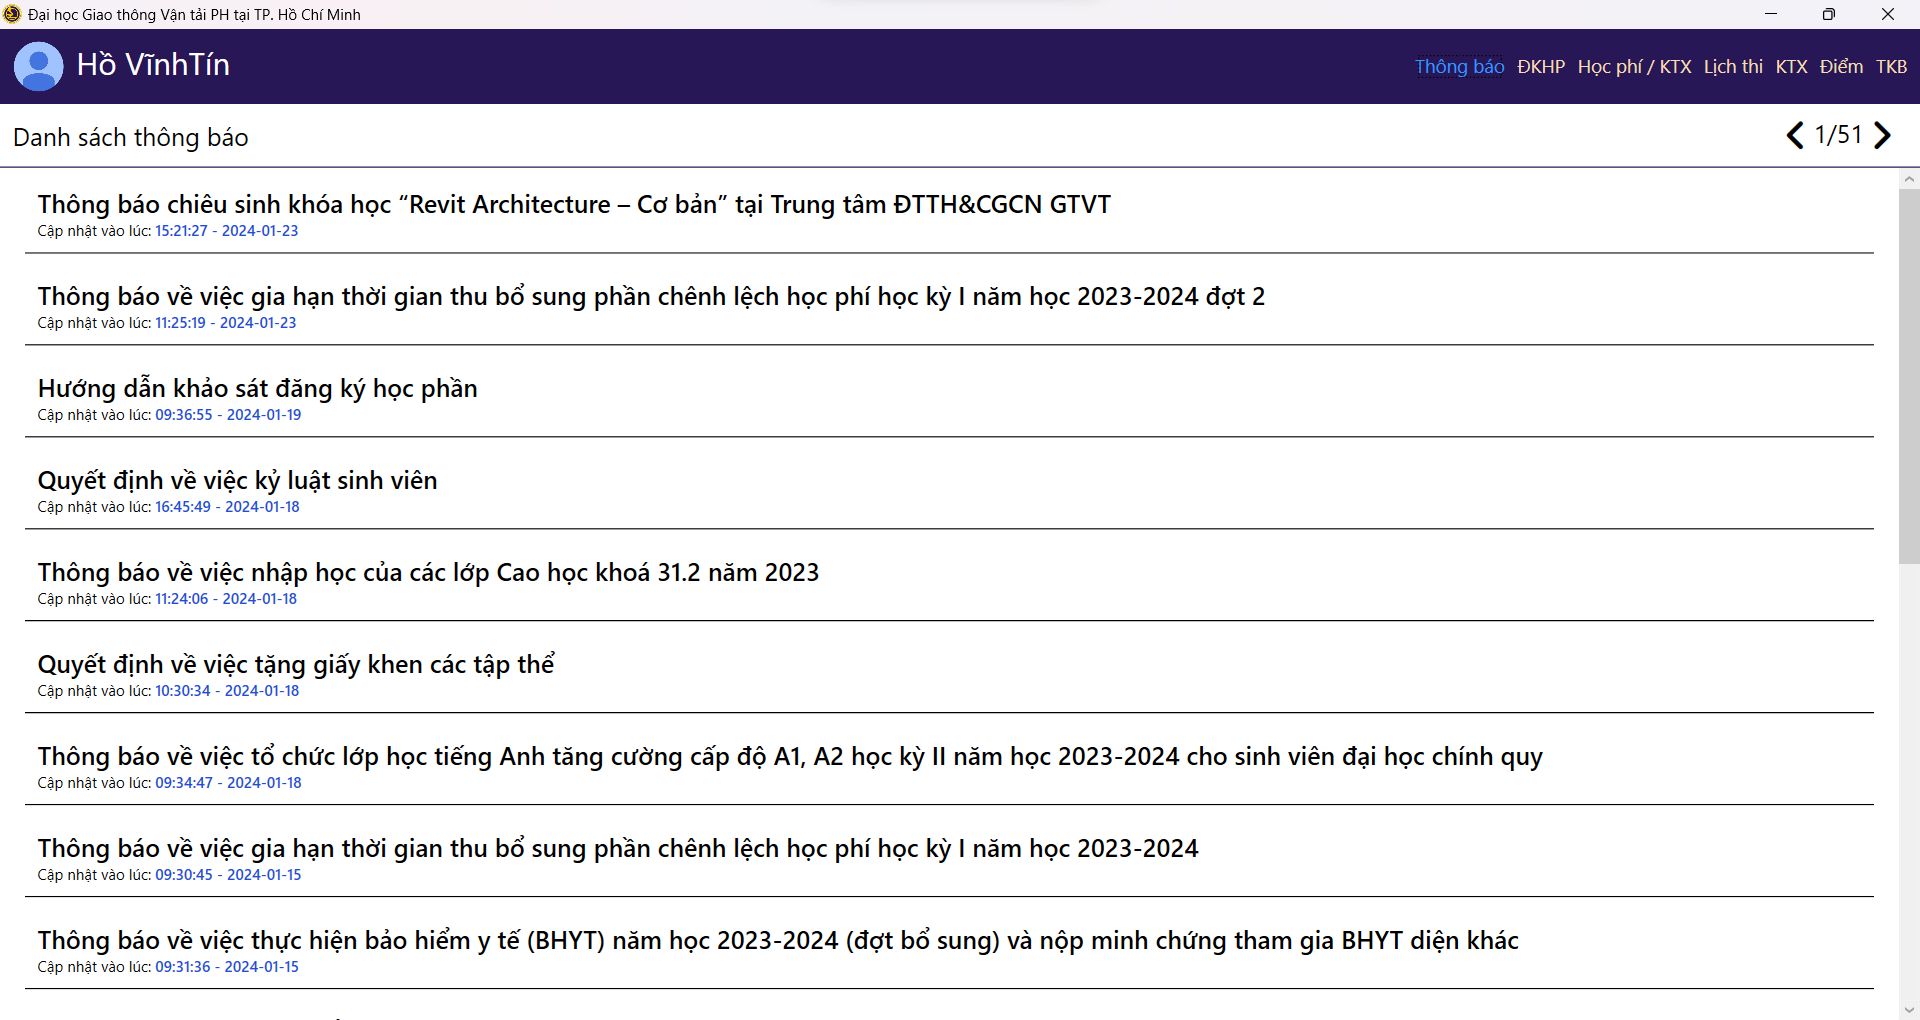 Đại học Giao thông Vận tải PH tại TP. Hồ Chí Minh
Hồ VĩnhTín
Thông báo ĐKHP Học phí / KTX Lịch thi KTX Điểm TKB
Danh sách thông báo
1/51
Thông báo chiêu sinh khóa học “Revit Architecture – Cơ bản” tại Trung tâm ĐTTH&CGCN GTVT
Cập nhật vào lúc: 15:21:27 - 2024-01-23
Thông báo về việc gia hạn thời gian thu bổ sung phần chênh lệch học phí học kỳ I năm học 2023-2024 đợt 2
Cập nhật vào lúc: 11:25:19 - 2024-01-23
Hướng dẫn khảo sát đăng ký học phần
Cập nhật vào lúc: 09:36:55 - 2024-01-19
Quyết định về việc kỷ luật sinh viên
Cập nhật vào lúc: 16:45:49 - 2024-01-18
Thông báo về việc nhập học của các lớp Cao học khoá 31.2 năm 2023
Cập nhật vào lúc: 11:24:06 - 2024-01-18
Quyết định về việc tặng giấy khen các tập thể
Cập nhật vào lúc: 10:30:34 - 2024-01-18
Thông báo về việc tổ chức lớp học tiếng Anh tăng cường cấp độ A1, A2 học kỳ II năm học 2023-2024 cho sinh viên đại học chính quy
Cập nhật vào lúc: 09:34:47 - 2024-01-18
Thông báo về việc gia hạn thời gian thu bổ sung phần chênh lệch học phí học kỳ I năm học 2023-2024
Cập nhật vào lúc: 09:30:45 - 2024-01-15
Thông báo về việc thực hiện bảo hiểm y tế (BHYT) năm học 2023-2024 (đợt bổ sung) và nộp minh chứng tham gia BHYT diện khác
Cập nhật vào lúc: 09:31:36 - 2024-01-15